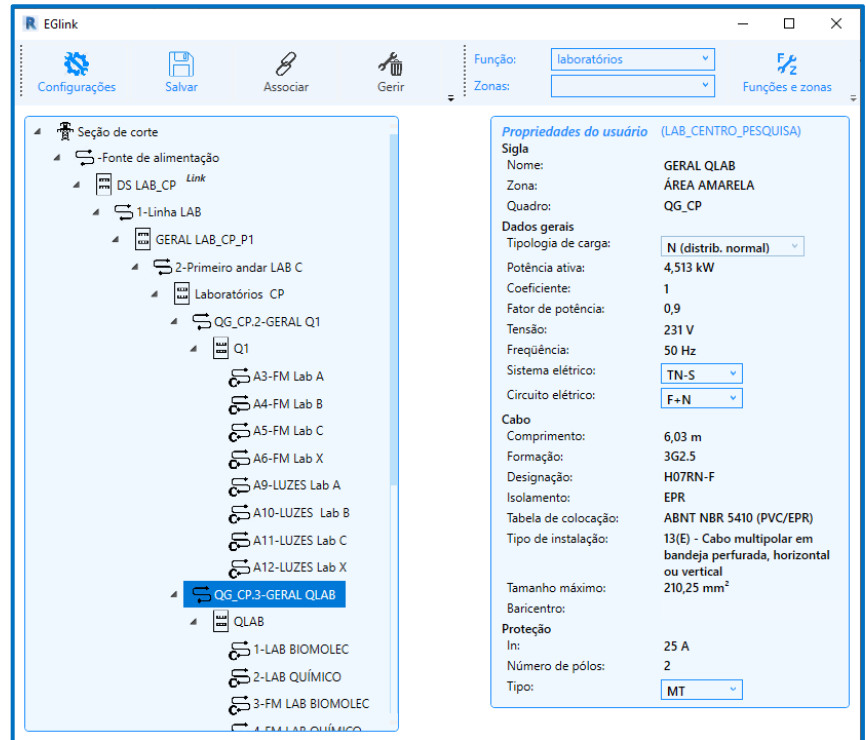 EGlink
Configurações
Salvar
Associar
Gerir
Função: laboratórios
Zonas:
Funções e zonas
Seção de corte
-Fonte de alimentação
DS LAB_CP Link
1-Linha LAB
GERAL LAB_CP_P1
2-Primeiro andar LAB C
Laboratórios CP
QG_CP.2-GERAL Q1
Q1
A3-FM Lab A
A4-FM Lab B
A5-FM Lab C
A6-FM Lab X
A9-LUZES Lab A
A10-LUZES Lab B
A11-LUZES Lab C
A12-LUZES Lab X
QG_CP.3-GERAL QLAB
QLAB
1-LAB BIOMOLEC
2-LAB QUÍMICO
3-FM LAB BIOMOLEC
4-FM LAB QUÍMICO
Propriedades do usuário (LAB_CENTRO_PESQUISA)
Sigla
Nome: GERAL QLAB
Zona: ÁREA AMARELA
Quadro: QG_CP
Dados gerais
Tipologia de carga: N (distrib. normal)
Potência ativa: 4,513 kW
Coeficiente: 1
Fator de potência: 0,9
Tensão: 231 V
Freqüência: 50 Hz
Sistema elétrico: TN-S
Circuito elétrico: F+N
Cabo
Comprimento: 6,03 m
Formação: 3G2.5
Designação: H07RN-F
Isolamento: EPR
Tabela de colocação: ABNT NBR 5410 (PVC/EPR)
Tipo de instalação: 13(E) - Cabo multipolar em
bandeja perfurada, horizontal
ou vertical
Tamanho máximo: 210,25 mm²
Baricentro:
Proteção
In: 25 A
Número de pólos: 2
Tipo: MT